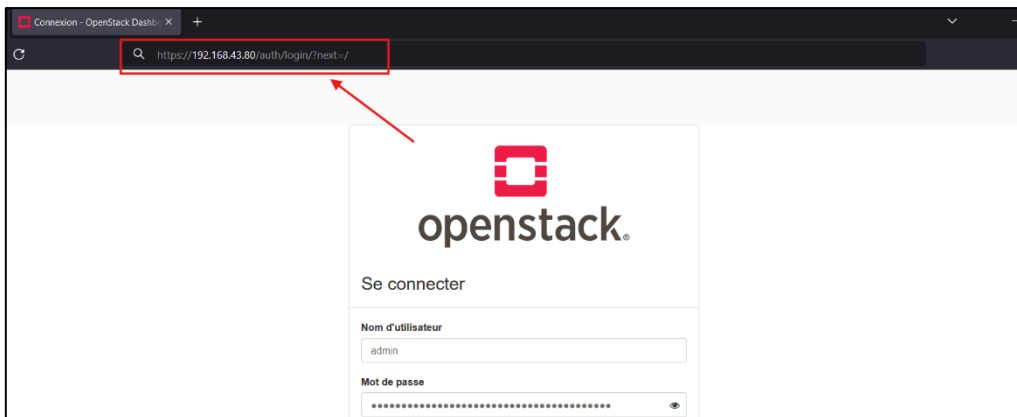 Connexion - OpenStack Dashbo
https://192.168.43.80/auth/login/?next=/
openstack.
Se connecter
Nom d'utilisateur
admin
Mot de passe